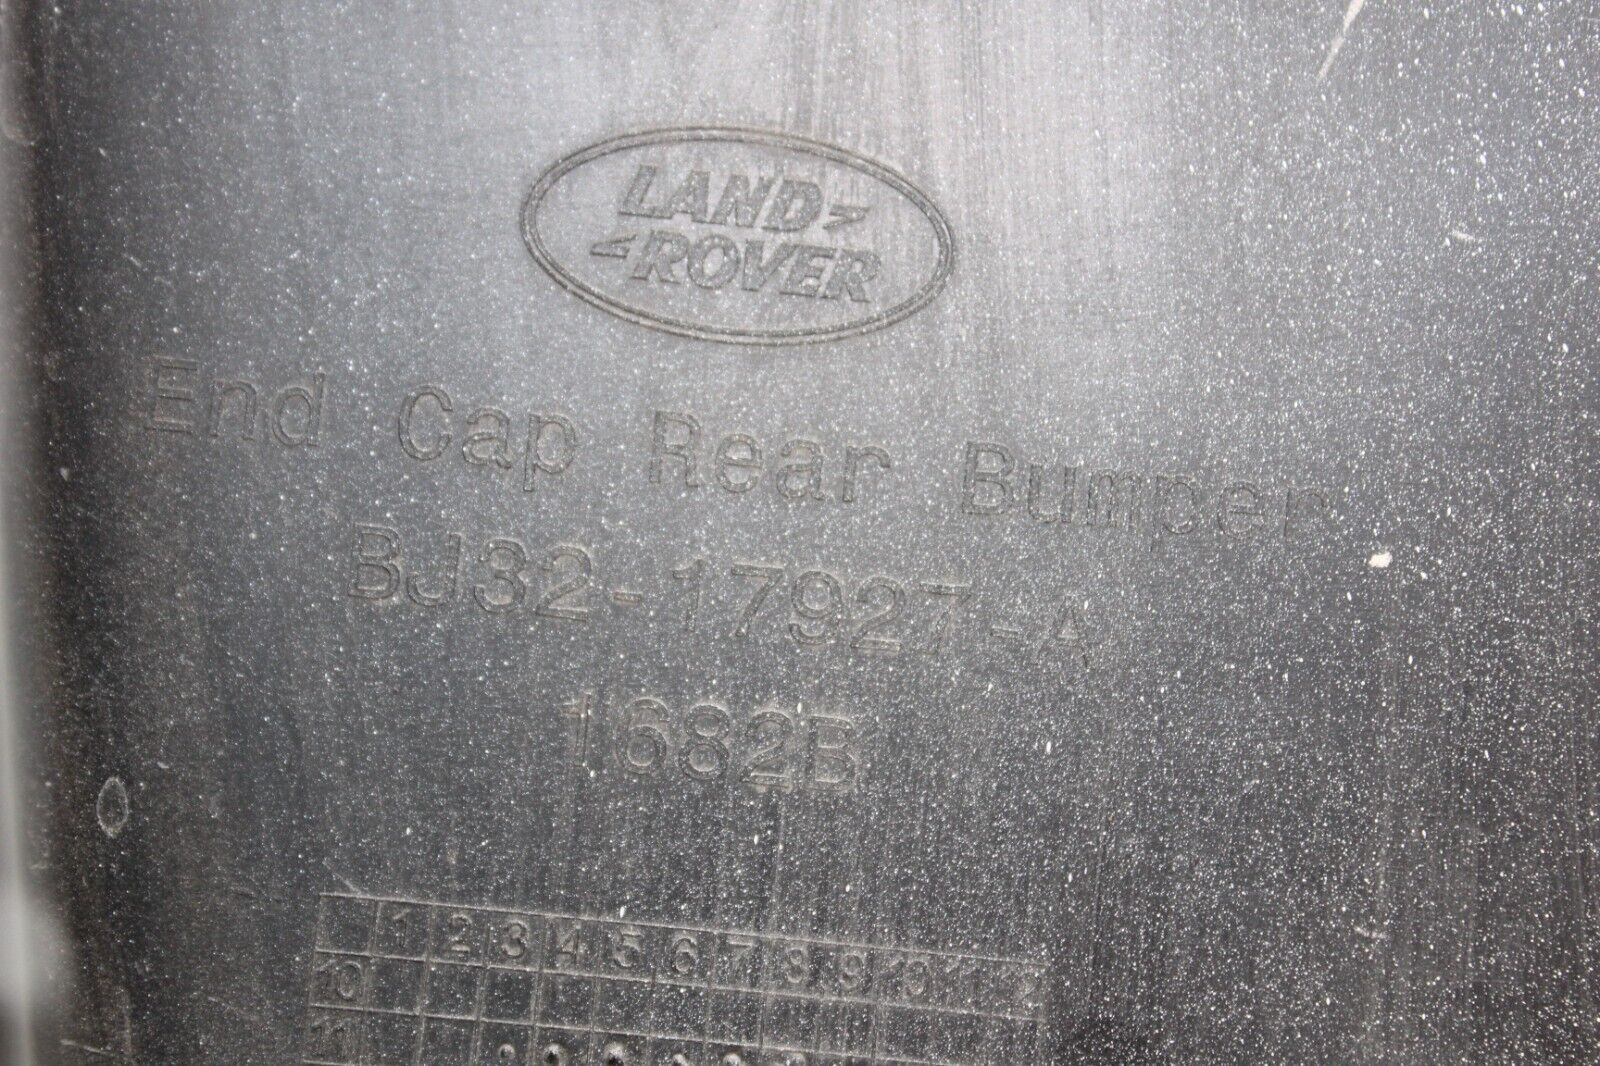 LAND
ROVER
End Cap Rear Bumper
BJ32-17927-A
1682B
1 2 3 4 5 6 7 8 9 10 11 12
10
11